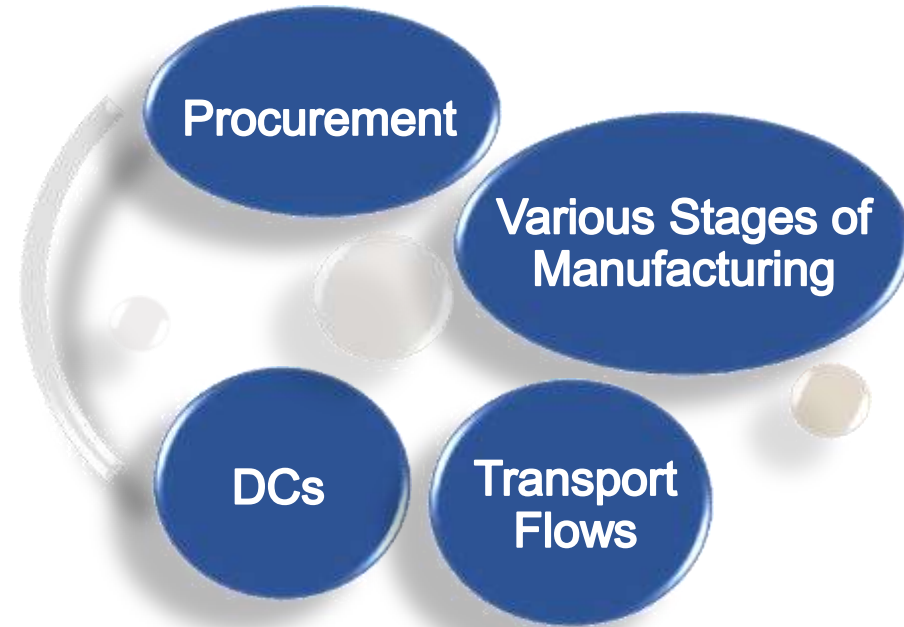 Procurement
Various Stages of
Manufacturing
DCs
Transport
Flows